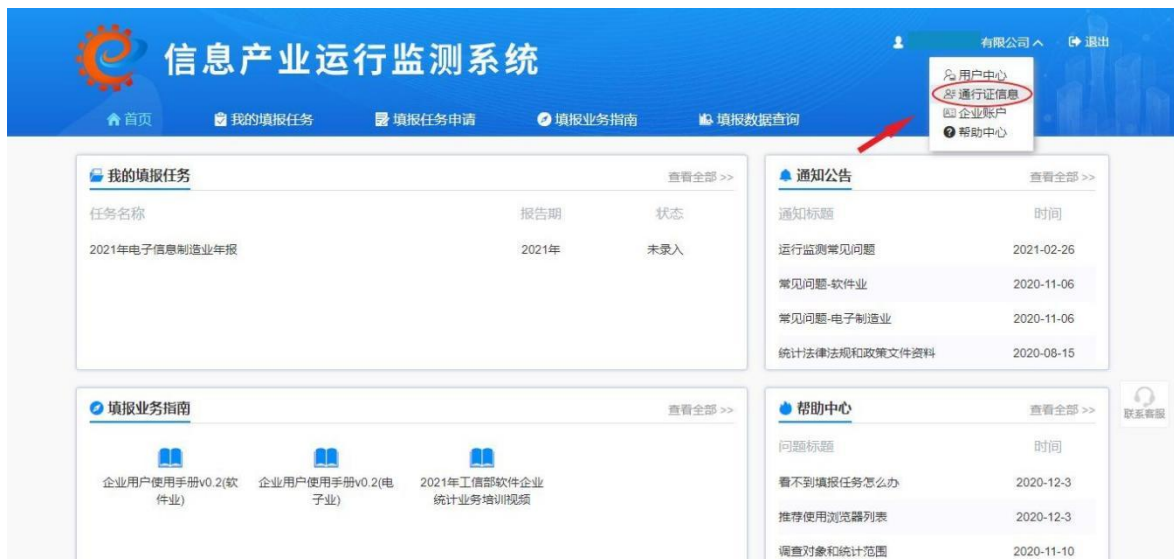 信息产业运行监测系统
有限公司 退出
用户中心
通行证信息
企业账户
帮助中心
首页 我的填报任务 填报任务申请 填报业务指南 填报数据查询
我的填报任务 查看全部 >>
任务名称 报告期 状态
2021年电子信息制造业年报 2021年 未录入
通知公告 查看全部 >>
通知标题 时间
运行监测常见问题 2021-02-26
常见问题-软件业 2020-11-06
常见问题-电子制造业 2020-11-06
统计法律法规和政策文件资料 2020-08-15
填报业务指南 查看全部 >>
企业用户使用手册v0.2(软
件业)
企业用户使用手册v0.2(电
子业)
2021年工信部软件企业
统计业务培训视频
帮助中心 查看全部 >>
问题标题 时间
看不到填报任务怎么办 2020-12-3
推荐使用浏览器列表 2020-12-3
调查对象和统计范围 2020-11-10
联系客服